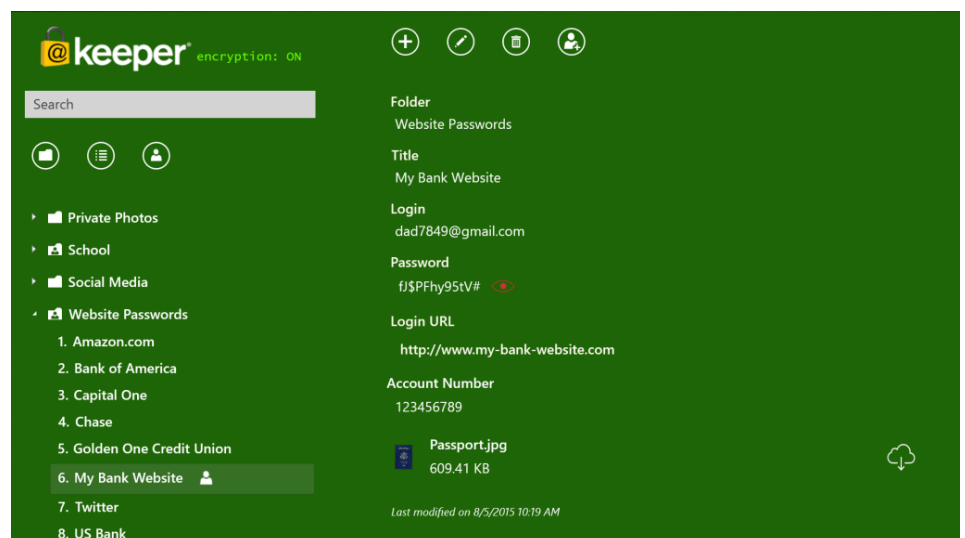 @keeper® encryption: ON
Search
Private Photos
School
Social Media
Website Passwords
1. Amazon.com
2. Bank of America
3. Capital One
4. Chase
5. Golden One Credit Union
6. My Bank Website
7. Twitter
8. US Bank
Folder
Website Passwords
Title
My Bank Website
Login
dad7849@gmail.com
Password
fJ$PFhy95tV#
Login URL
http://www.my-bank-website.com
Account Number
123456789
Passport.jpg
609.41 KB
Last modified on 8/5/2015 10:19 AM